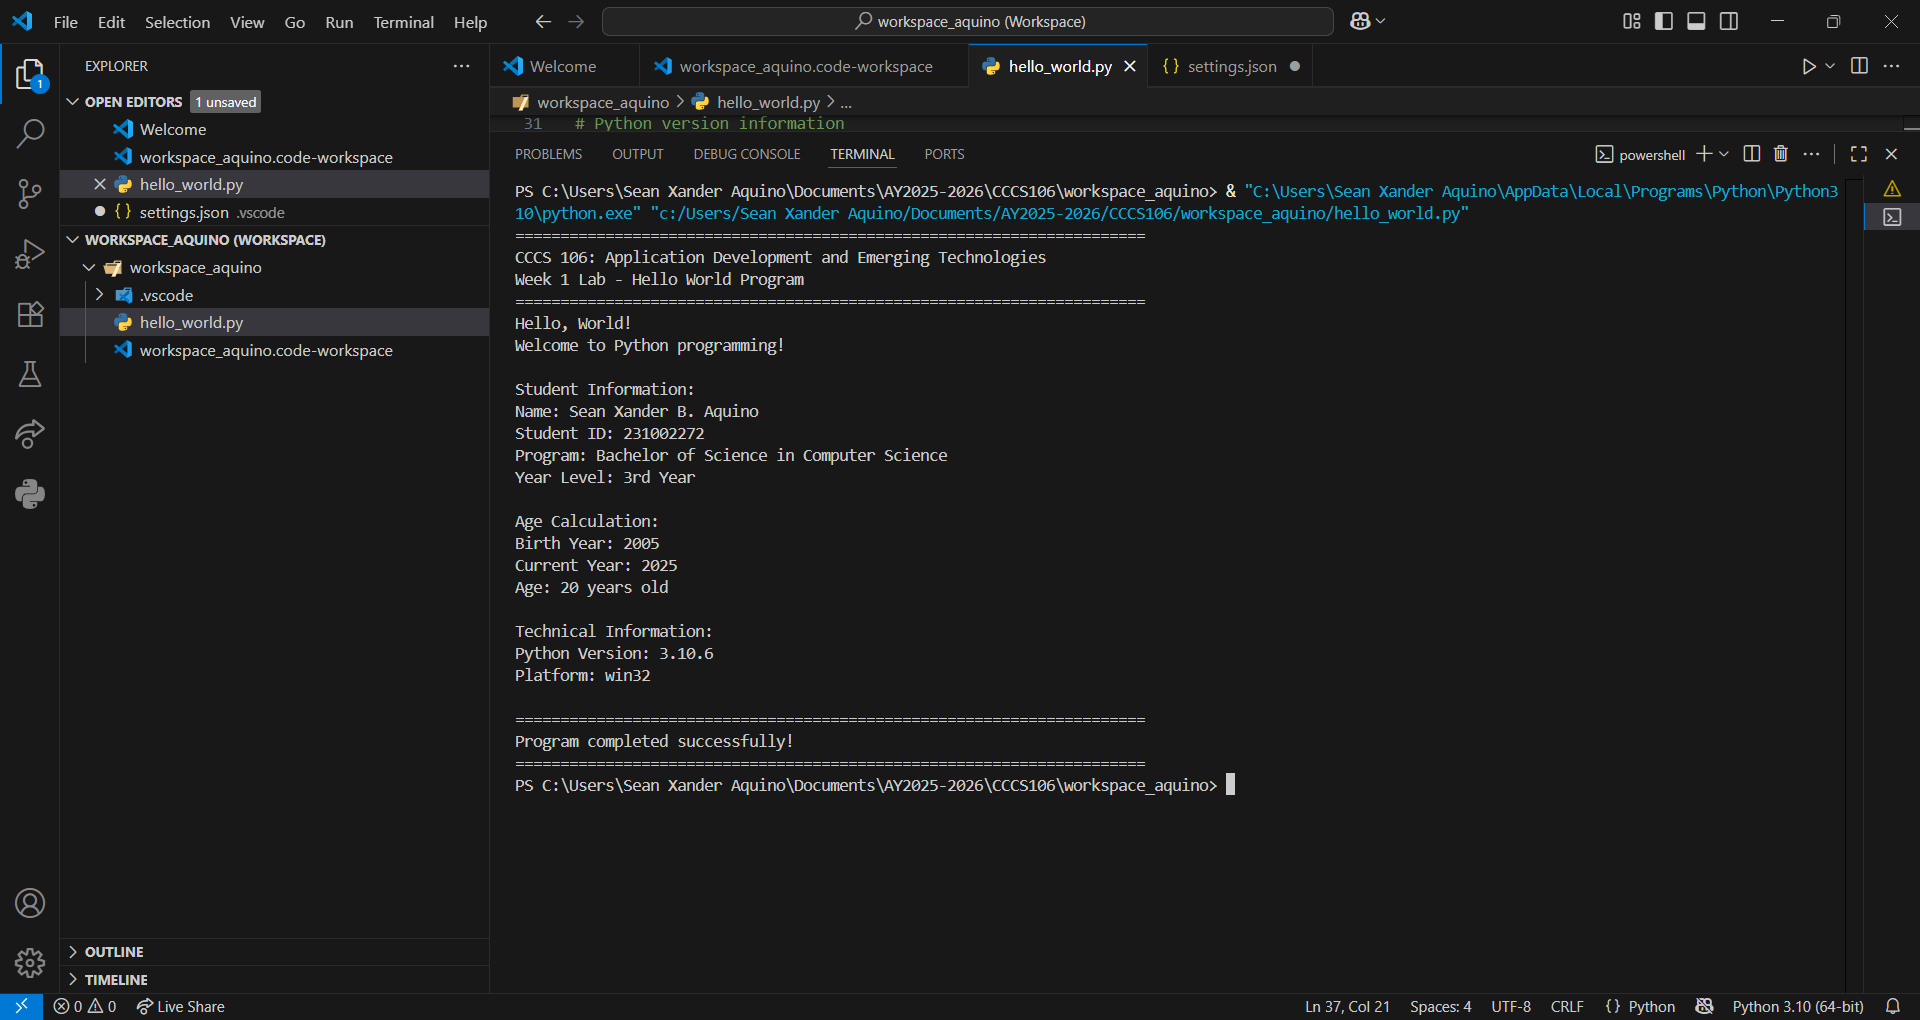 File Edit Selection View Go Run Terminal Help
workspace_aquino (Workspace)
EXPLORER
1
OPEN EDITORS 1 unsaved
Welcome
workspace_aquino.code-workspace
hello_world.py
settings.json .vscode
WORKSPACE_AQUINO (WORKSPACE)
workspace_aquino
.vscode
hello_world.py
workspace_aquino.code-workspace
OUTLINE
TIMELINE
Welcome workspace_aquino.code-workspace hello_world.py {} settings.json
workspace_aquino > hello_world.py > ...
31 # Python version information
PROBLEMS OUTPUT DEBUG CONSOLE TERMINAL PORTS
powershell
PS C:\Users\Sean Xander Aquino\Documents\AY2025-2026\CCCS106\workspace_aquino> & "C:\Users\Sean Xander Aquino\AppData\Local\Programs\Python\Python3
10\python.exe" "c:/Users/Sean Xander Aquino/Documents/AY2025-2026/CCCS106/workspace_aquino/hello_world.py"
======================================================================
CCCS 106: Application Development and Emerging Technologies
Week 1 Lab - Hello World Program
======================================================================
Hello, World!
Welcome to Python programming!
Student Information:
Name: Sean Xander B. Aquino
Student ID: 231002272
Program: Bachelor of Science in Computer Science
Year Level: 3rd Year
Age Calculation:
Birth Year: 2005
Current Year: 2025
Age: 20 years old
Technical Information:
Python Version: 3.10.6
Platform: win32
======================================================================
Program completed successfully!
======================================================================
PS C:\Users\Sean Xander Aquino\Documents\AY2025-2026\CCCS106\workspace_aquino>
0 0 Live Share Ln 37, Col 21 Spaces: 4 UTF-8 CRLF {} Python Python 3.10 (64-bit)